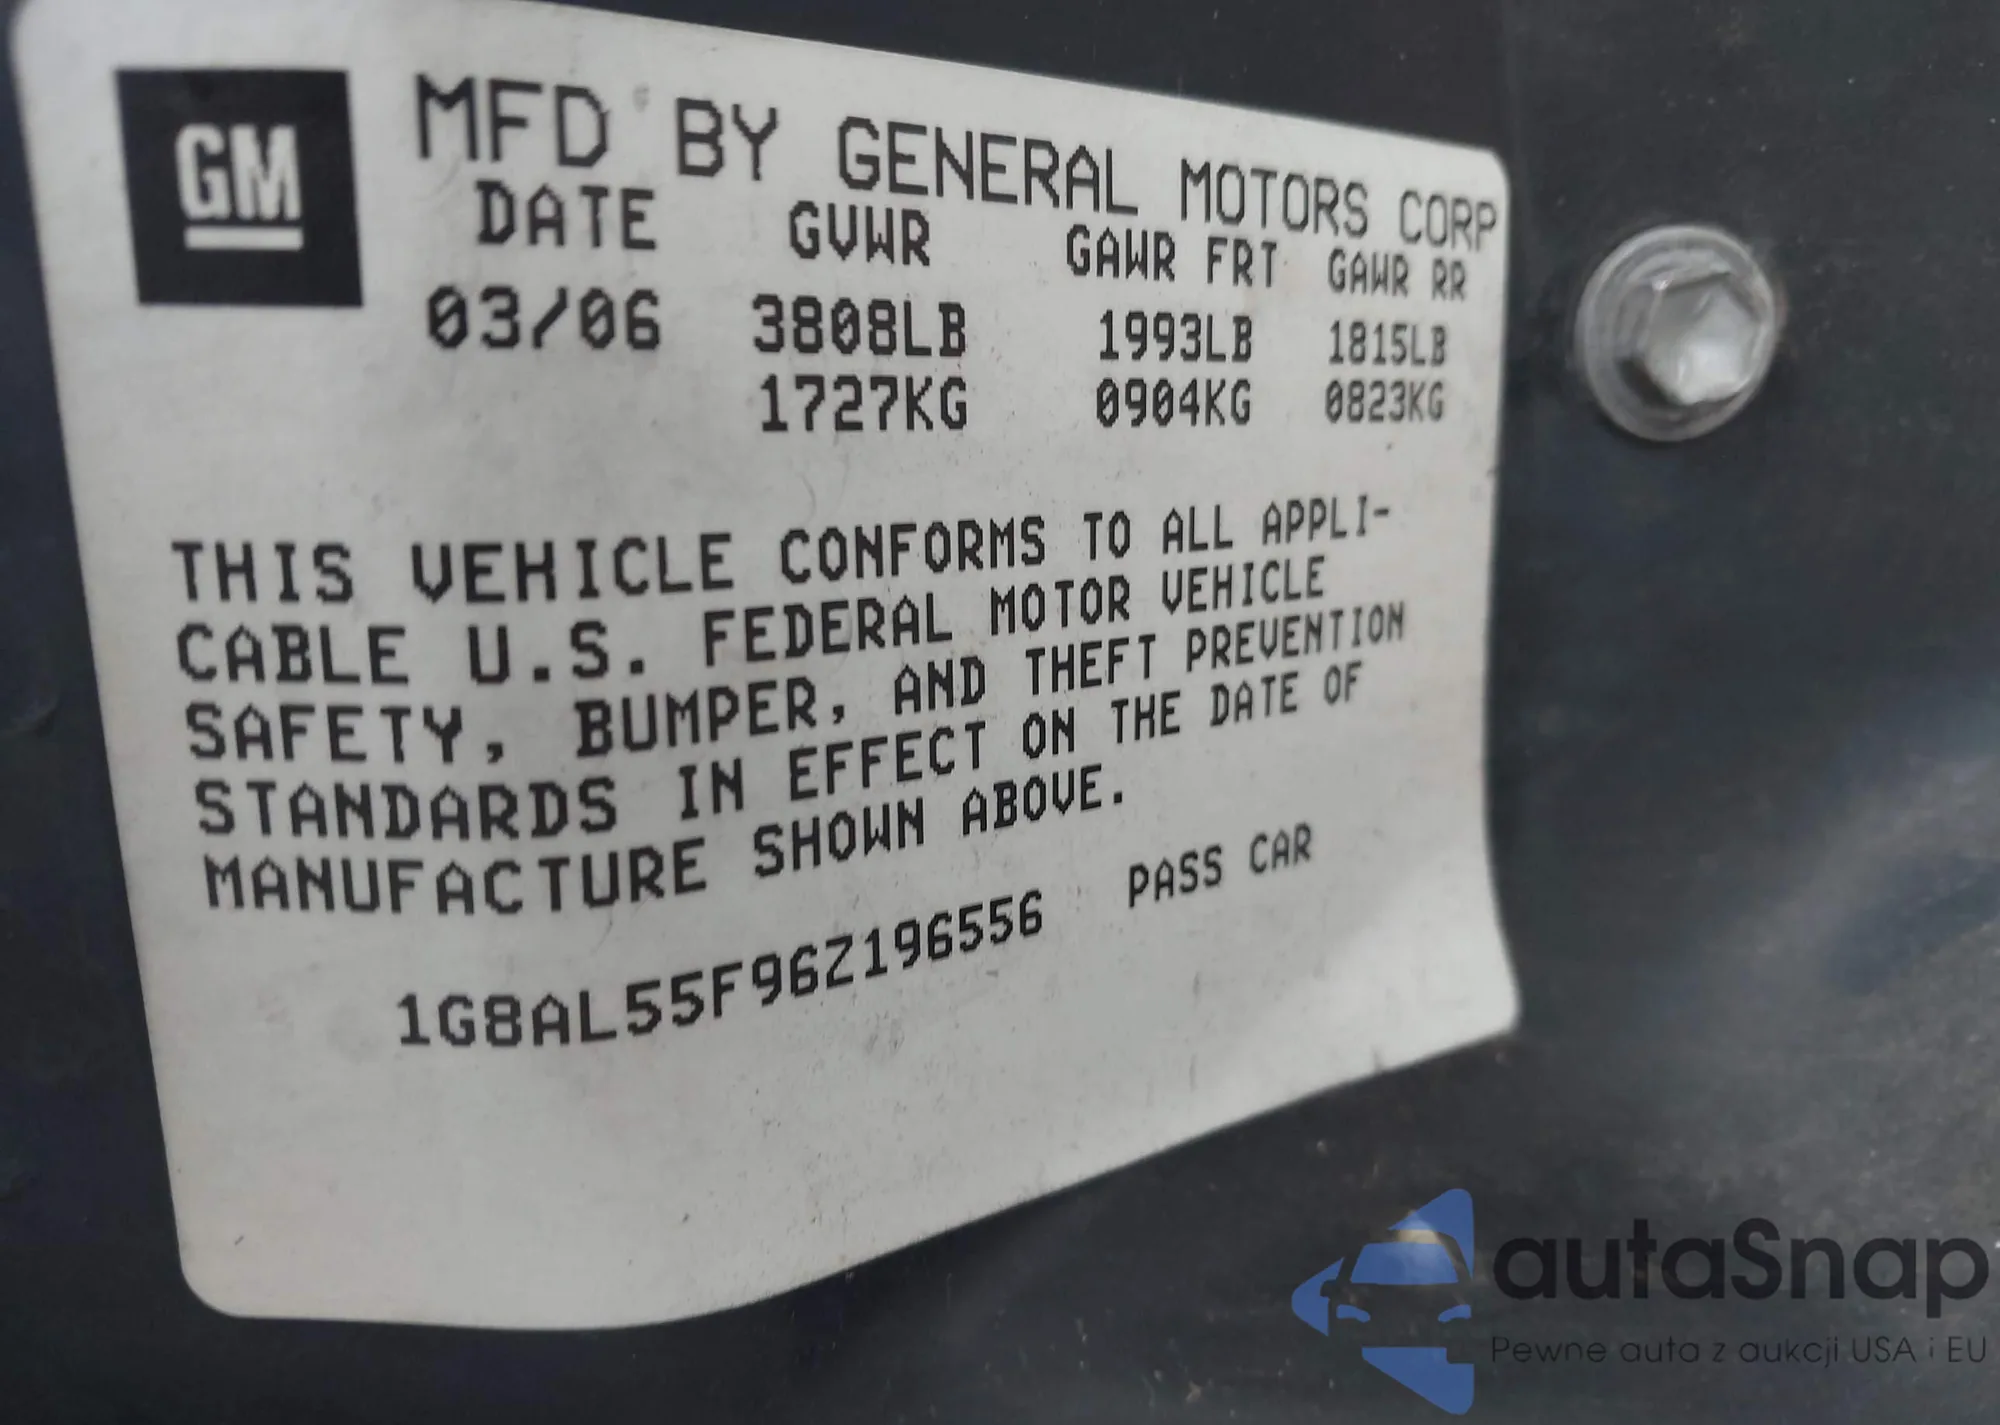 GM
MFD BY GENERAL MOTORS CORP
DATE GVWR GAWR FRT GAWR RR
03/06 3808LB 1993LB 1815LB
1727KG 0904KG 0823KG
THIS VEHICLE CONFORMS TO ALL APPLI-
CABLE U.S. FEDERAL MOTOR VEHICLE
SAFETY, BUMPER, AND THEFT PREVENTION
STANDARDS IN EFFECT ON THE DATE OF
MANUFACTURE SHOWN ABOVE.
1G8AL55F96Z196556 PASS CAR
autaSnap
Pewne auta z aukcji USA i EU